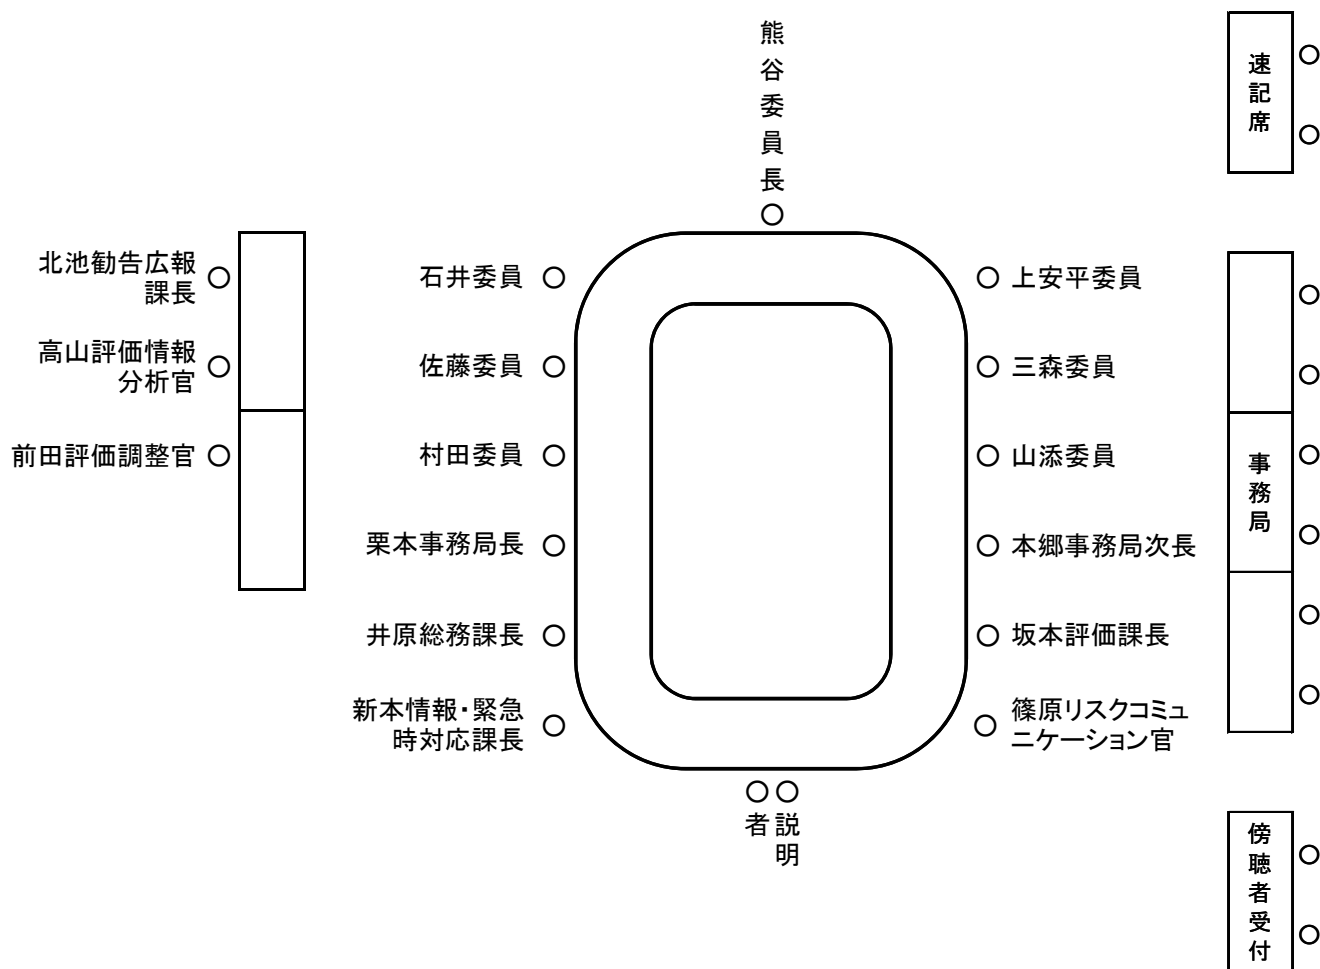 熊谷委員長
速記席
北池勧告広報
課長
高山評価情報
分析官
前田評価調整官
石井委員
佐藤委員
村田委員
栗本事務局長
井原総務課長
新本情報・緊急
時対応課長
上安平委員
三森委員
山添委員
本郷事務局次長
坂本評価課長
篠原リスクコミュ
ニケーション官
説明
者
事務局
傍聴者受付